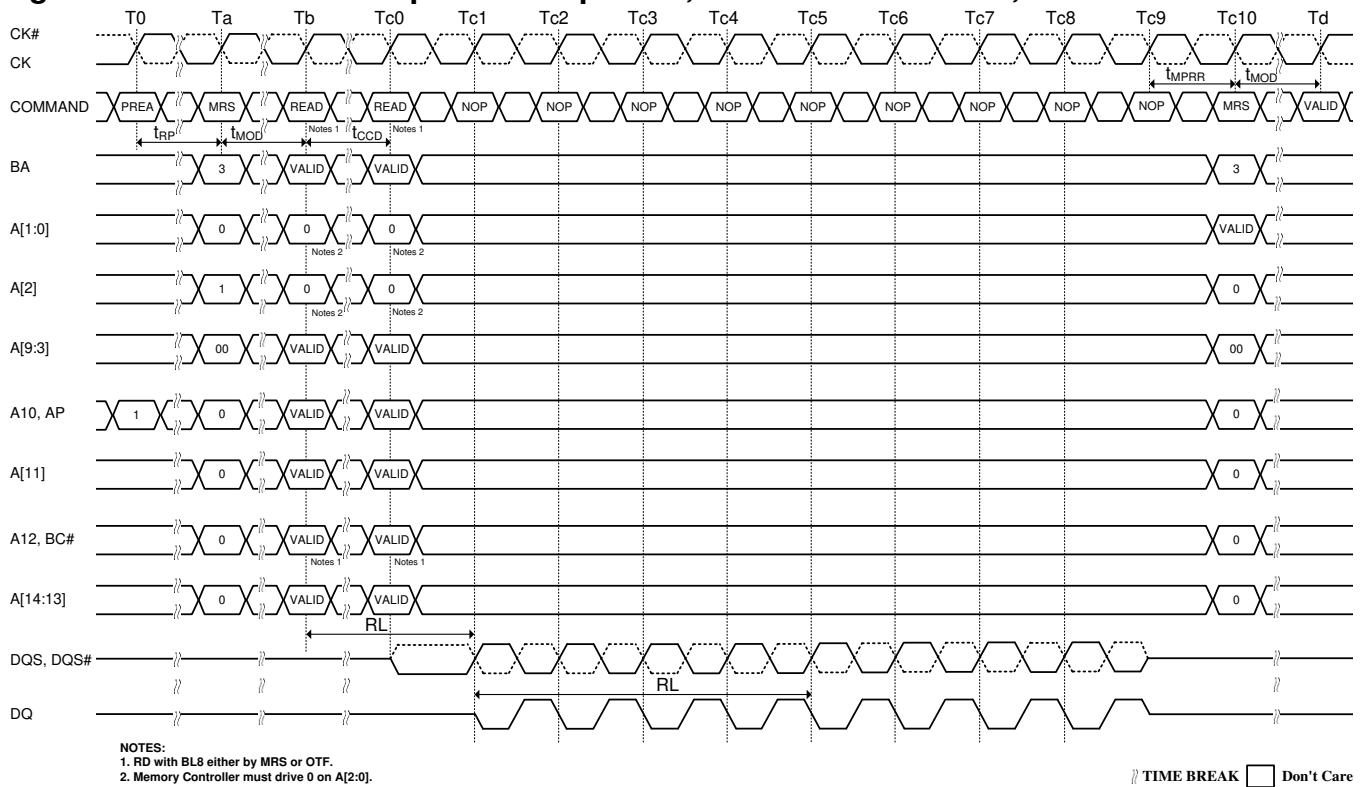 T0 Ta Tb Tc0 Tc1 Tc2 Tc3 Tc4 Tc5 Tc6 Tc7 Tc8 Tc9 Tc10 Td
CK#
CK
tMPRR tMOD
COMMAND PREA MRS READ READ NOP NOP NOP NOP NOP NOP NOP NOP NOP MRS VALID
Notes 1 Notes 1
tRP tMOD tCCD
BA 3 VALID VALID 3
A[1:0] 0 0 0 VALID
Notes 2 Notes 2
A[2] 1 0 0 0
Notes 2 Notes 2
A[9:3] 00 VALID VALID 00
A10, AP 1 0 VALID VALID 0
A[11] 0 VALID VALID 0
A12, BC# 0 VALID VALID 0
Notes 1 Notes 1
A[14:13] 0 VALID VALID 0
RL
DQS, DQS#
RL
DQ
NOTES:
1. RD with BL8 either by MRS or OTF.
2. Memory Controller must drive 0 on A[2:0].
TIME BREAK Don't Care